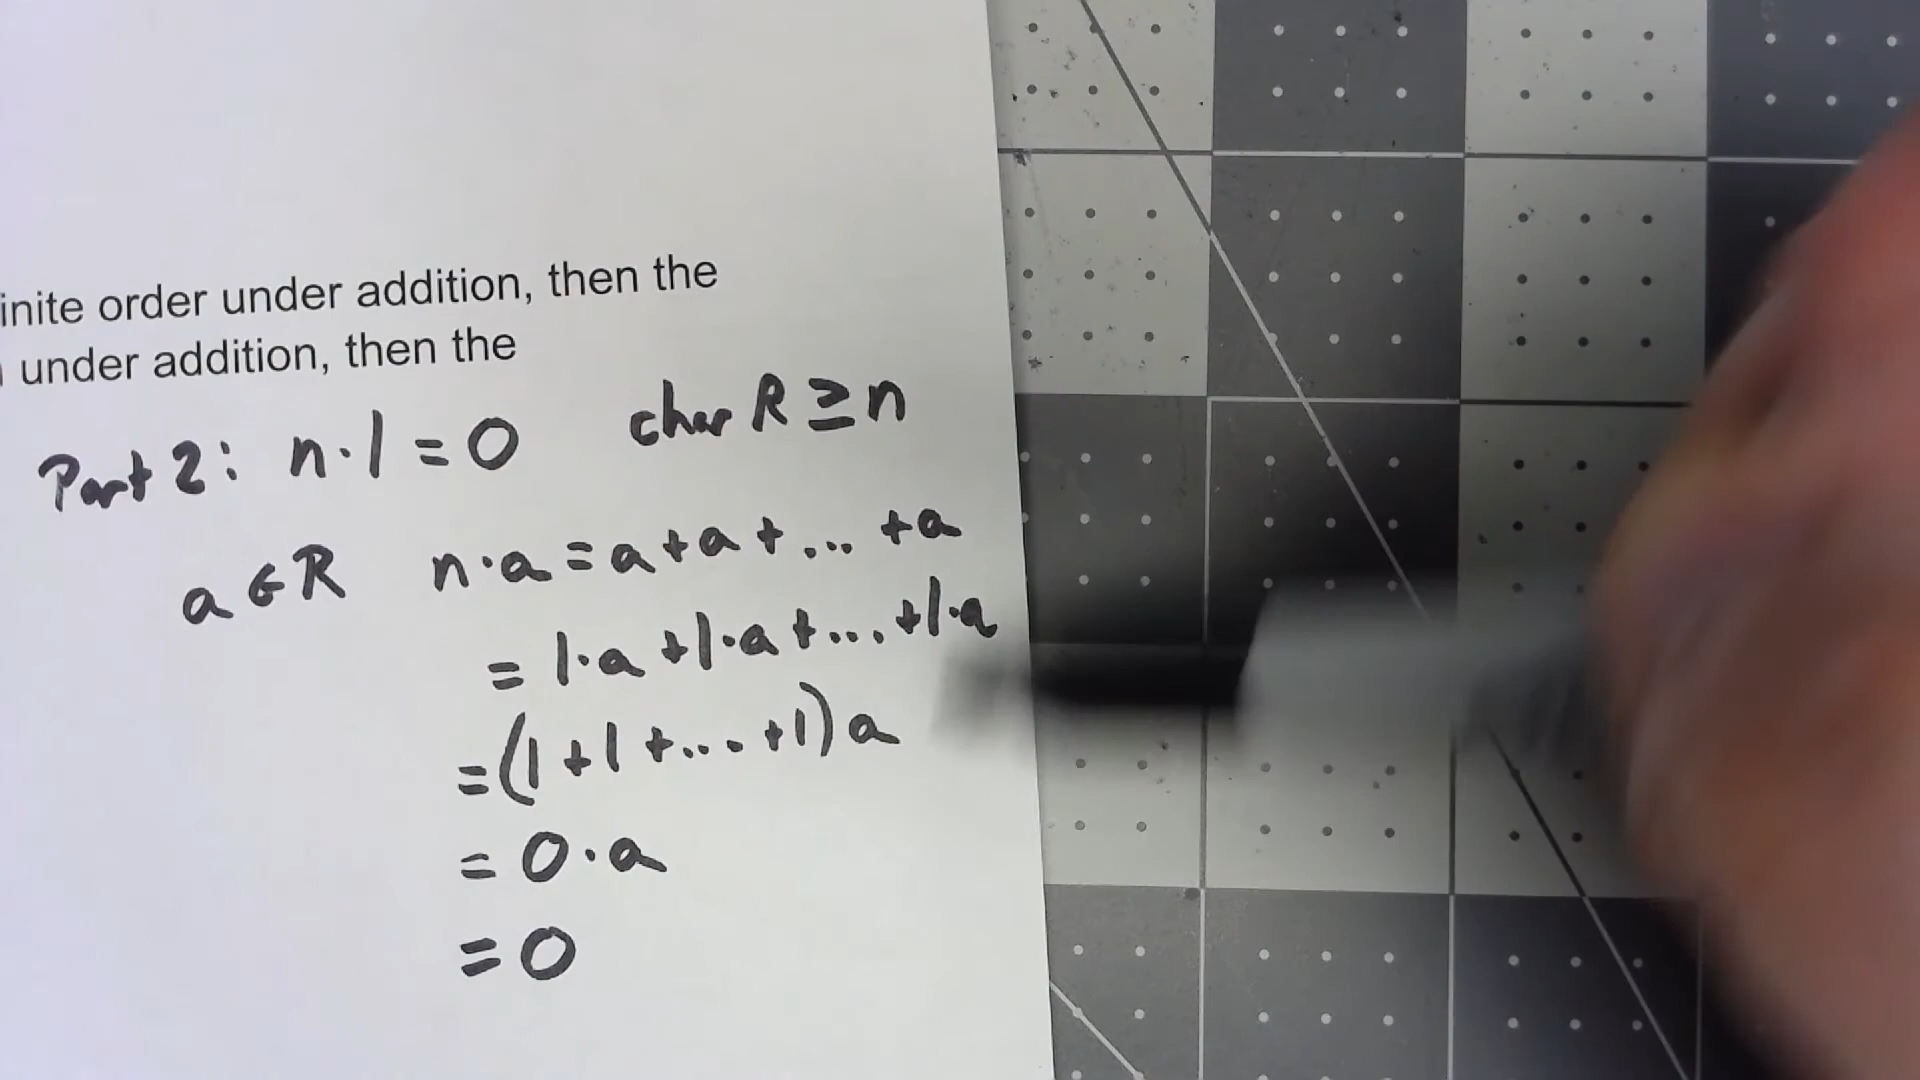 inite order under addition, then the
under addition, then the
Part 2: n·1=0 char R ≥ n
a ∈ R n·a = a+a+...+a
= 1·a+1·a+...+1·a
=(1+1+...+1)a
= 0·a
= 0